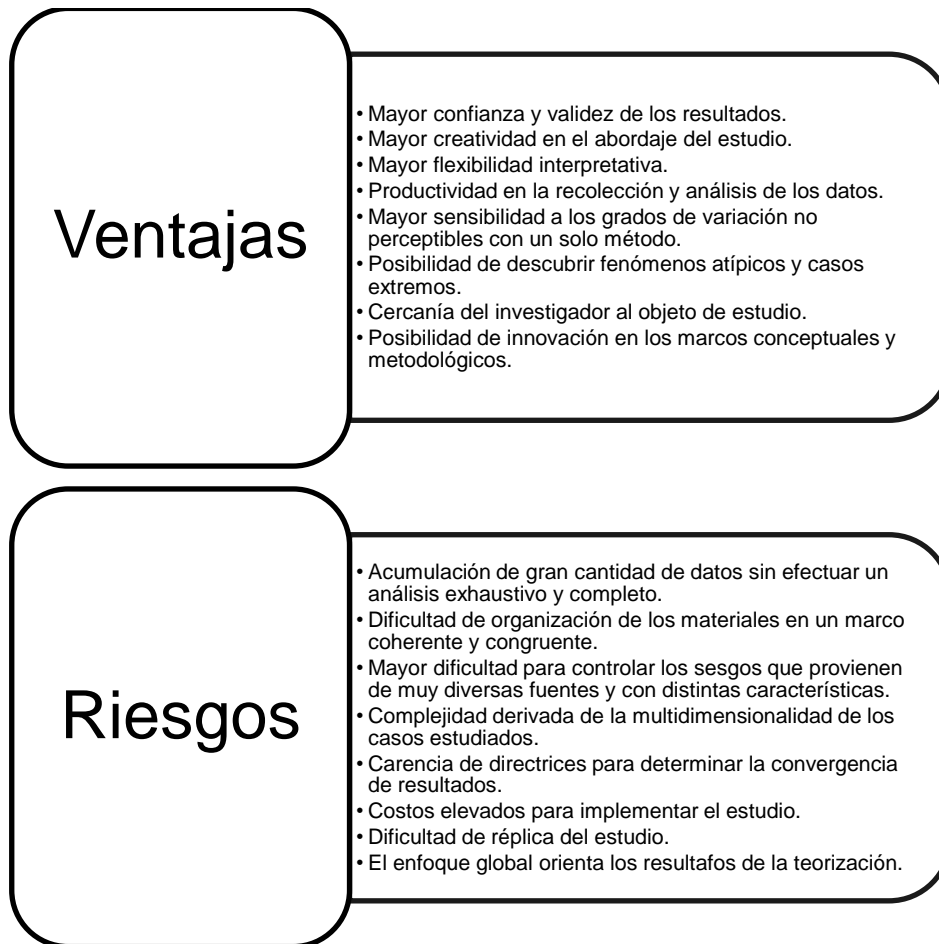 Ventajas
• Mayor confianza y validez de los resultados.
• Mayor creatividad en el abordaje del estudio.
• Mayor flexibilidad interpretativa.
• Productividad en la recolección y análisis de los datos.
• Mayor sensibilidad a los grados de variación no
perceptibles con un solo método.
• Posibilidad de descubrir fenómenos atípicos y casos
extremos.
• Cercanía del investigador al objeto de estudio.
• Posibilidad de innovación en los marcos conceptuales y
metodológicos.
Riesgos
• Acumulación de gran cantidad de datos sin efectuar un
análisis exhaustivo y completo.
• Dificultad de organización de los materiales en un marco
coherente y congruente.
• Mayor dificultad para controlar los sesgos que provienen
de muy diversas fuentes y con distintas características.
• Complejidad derivada de la multidimensionalidad de los
casos estudiados.
• Carencia de directrices para determinar la convergencia
de resultados.
• Costos elevados para implementar el estudio.
• Dificultad de réplica del estudio.
• El enfoque global orienta los resultafos de la teorización.